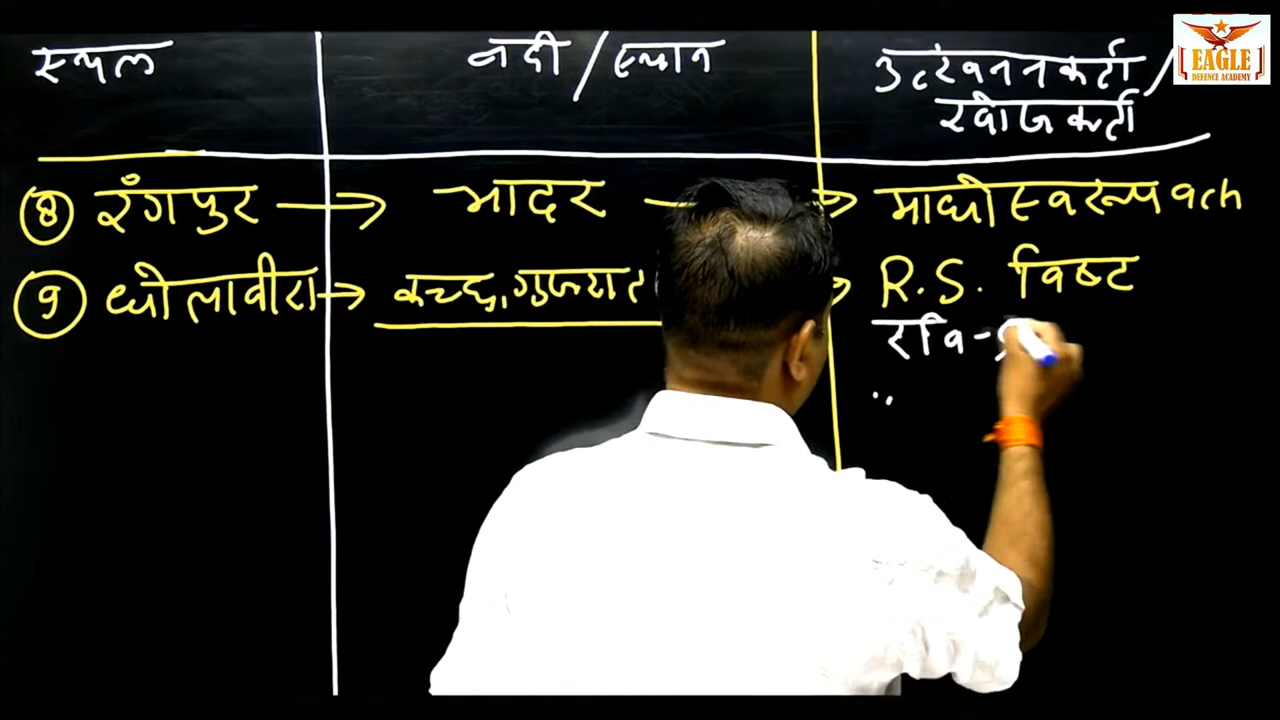 EAGLE
DEFENCE ACADEMY
स्थल नदी / स्थान उत्खननकर्ता /
खोजकर्ता
8 रंगपुर → भादर → माधोस्वरूप वत्स
9 धोलावीरा → कच्छ, गुजरात → R.S. विष्ट
रवि-